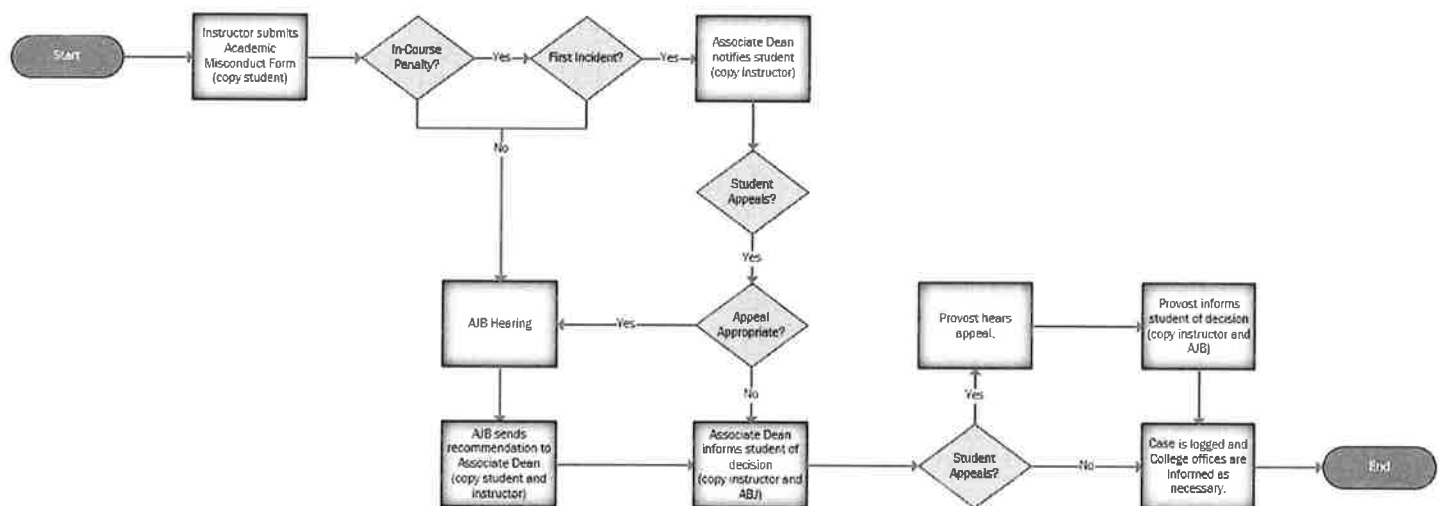 Start
Instructor submits
Academic
Misconduct Form
(copy student)
In-Course
Penalty?
Yes
First Incident?
Yes
Associate Dean
notifies student
(copy Instructor)
No
Student
Appeals?
Yes
AJB Hearing
Yes
Appeal
Appropriate?
Provost hears
appeal.
Provost informs
student of decision
(copy instructor and
AJB)
No
Yes
AJB sends
recommendation to
Associate Dean
(copy student and
instructor)
Associate Dean
informs student of
decision
(copy instructor and
ABJ)
Student
Appeals?
No
Case is logged and
College offices are
informed as
necessary.
End